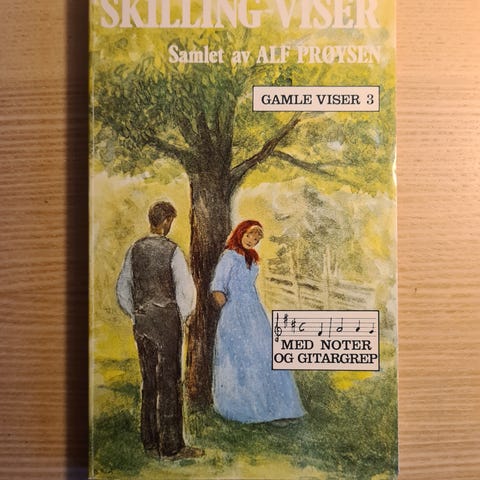 SKILLING-VISER
Samlet av ALF PRØYSEN
GAMLE VISER 3
MED NOTER
OG GITARGREP